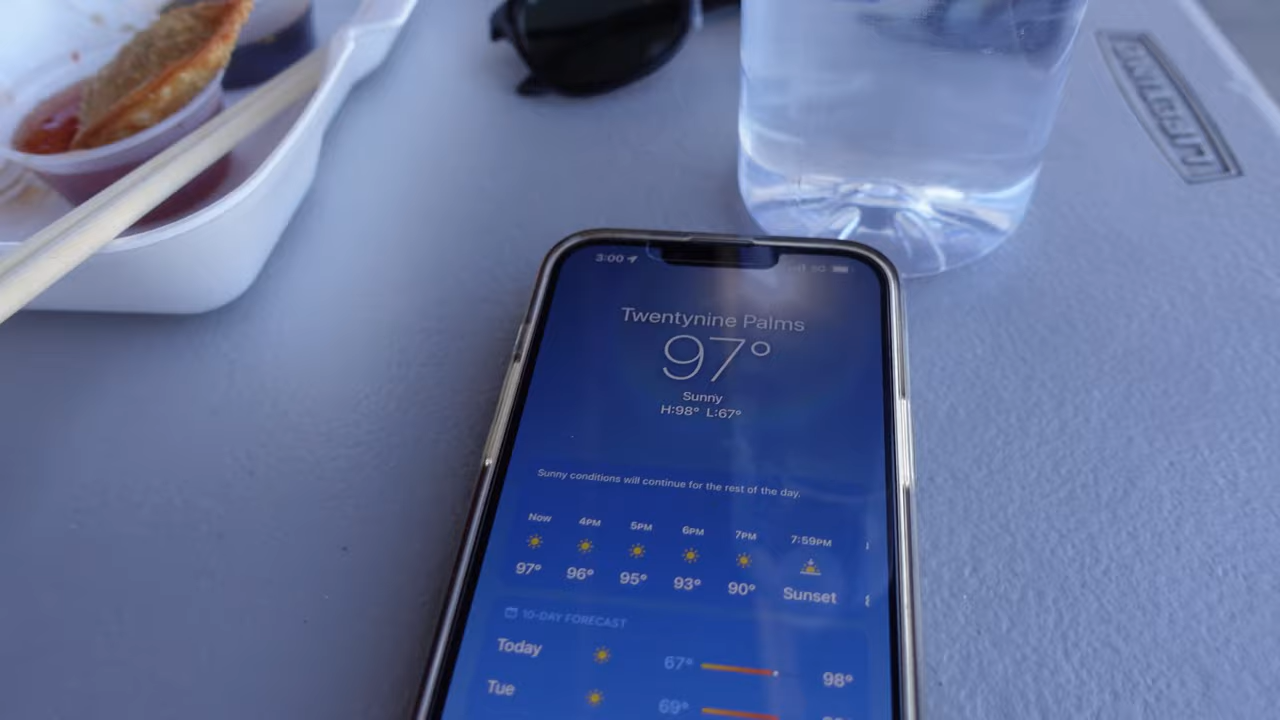 LIFETIME
3:00
5G
Twentynine Palms
97°
Sunny
H:98° L:67°
Sunny conditions will continue for the rest of the day.
Now 4PM 5PM 6PM 7PM 7:59PM
97° 96° 95° 93° 90° Sunset
10-DAY FORECAST
Today 67° 98°
Tue 69°